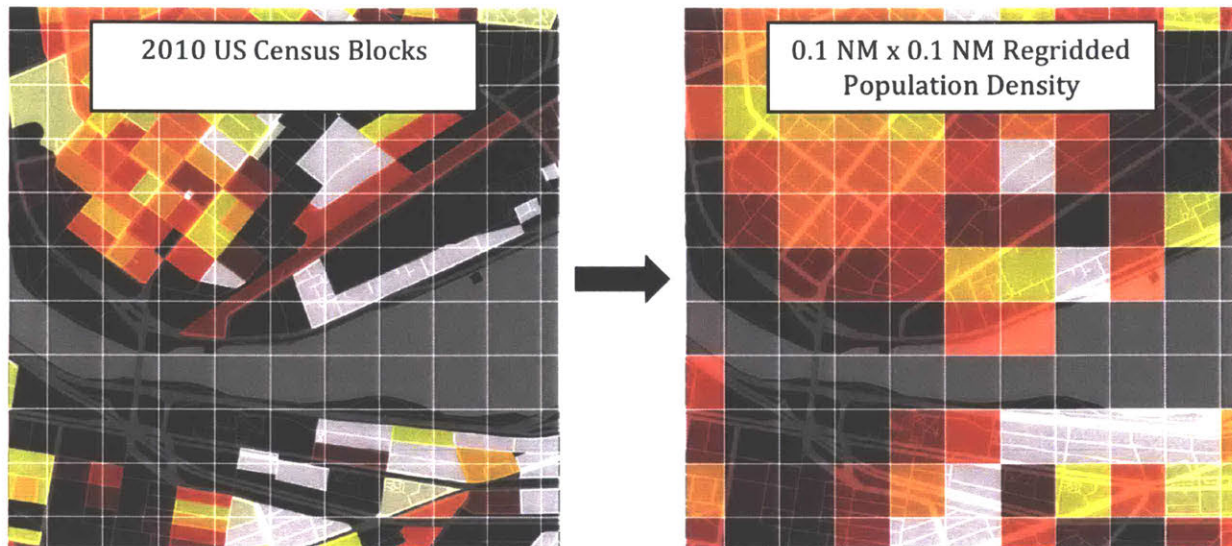 2010 US Census Blocks
0.1 NM x 0.1 NM Regridded
Population Density